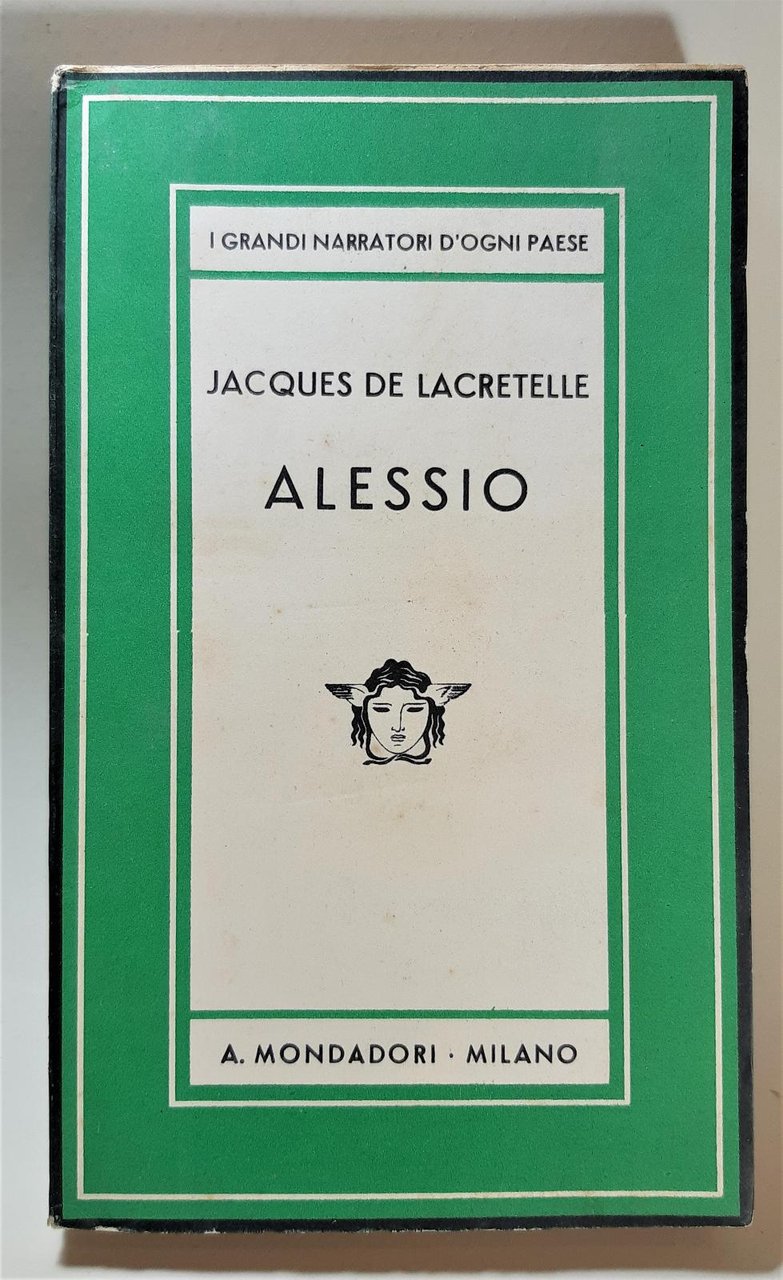 I GRANDI NARRATORI D'OGNI PAESE
JACQUES DE LACRETELLE
ALESSIO
A. MONDADORI · MILANO